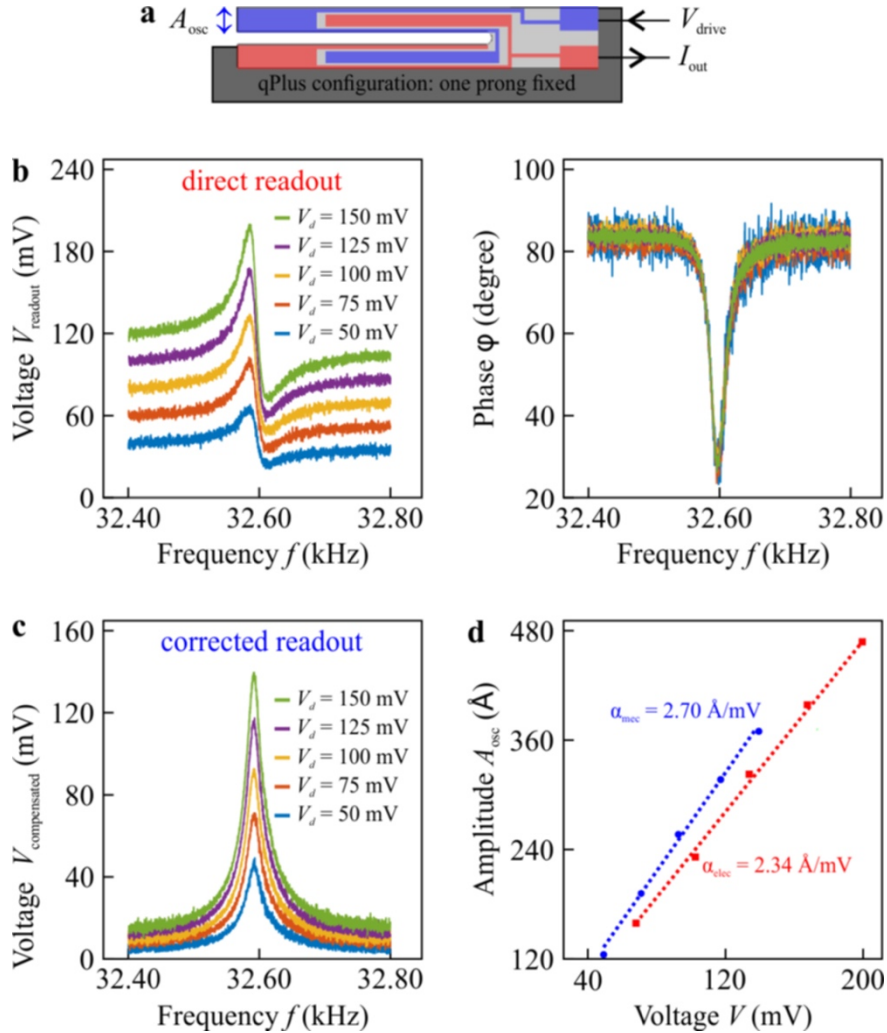 a
A_osc
V_drive
I_out
qPlus configuration: one prong fixed
b
direct readout
V_d = 150 mV
V_d = 125 mV
V_d = 100 mV
V_d = 75 mV
V_d = 50 mV
Voltage V_readout (mV)
240
180
120
60
0
32.40 32.60 32.80
Frequency f (kHz)
Phase φ (degree)
100
80
60
40
20
32.40 32.60 32.80
Frequency f (kHz)
c
corrected readout
V_d = 150 mV
V_d = 125 mV
V_d = 100 mV
V_d = 75 mV
V_d = 50 mV
Voltage V_compensated (mV)
160
120
80
40
0
32.40 32.60 32.80
Frequency f (kHz)
d
Amplitude A_osc (Å)
480
360
240
120
α_mec = 2.70 Å/mV
α_elec = 2.34 Å/mV
40 120 200
Voltage V (mV)